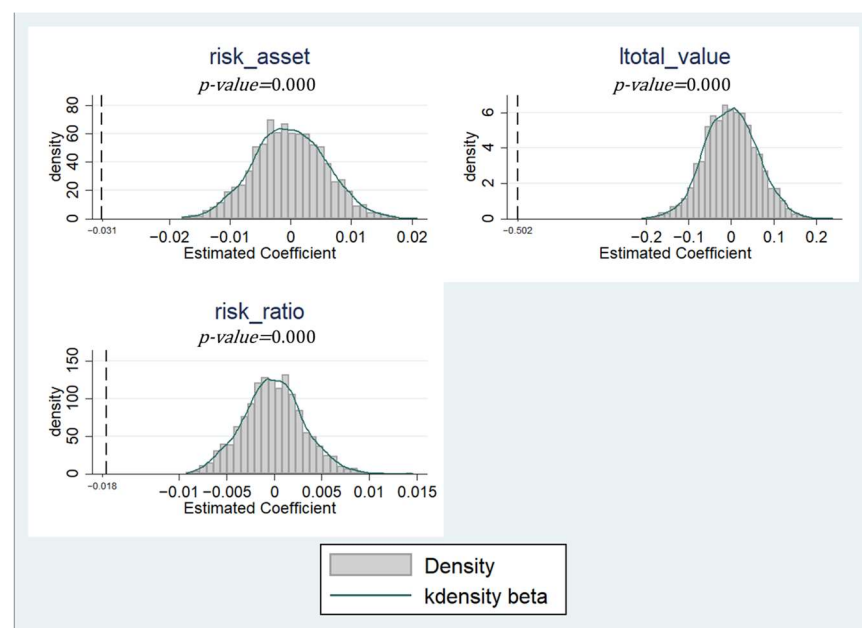 risk_asset
p-value=0.000
density
80
60
40
20
0
−0.031
−0.02 −0.01 0 0.01 0.02
Estimated Coefficient
ltotal_value
p-value=0.000
density
6
4
2
0
−0.502
−0.2 −0.1 0 0.1 0.2
Estimated Coefficient
risk_ratio
p-value=0.000
density
150
100
50
0
−0.018
−0.01 −0.005 0 0.005 0.01 0.015
Estimated Coefficient
Density
kdensity beta